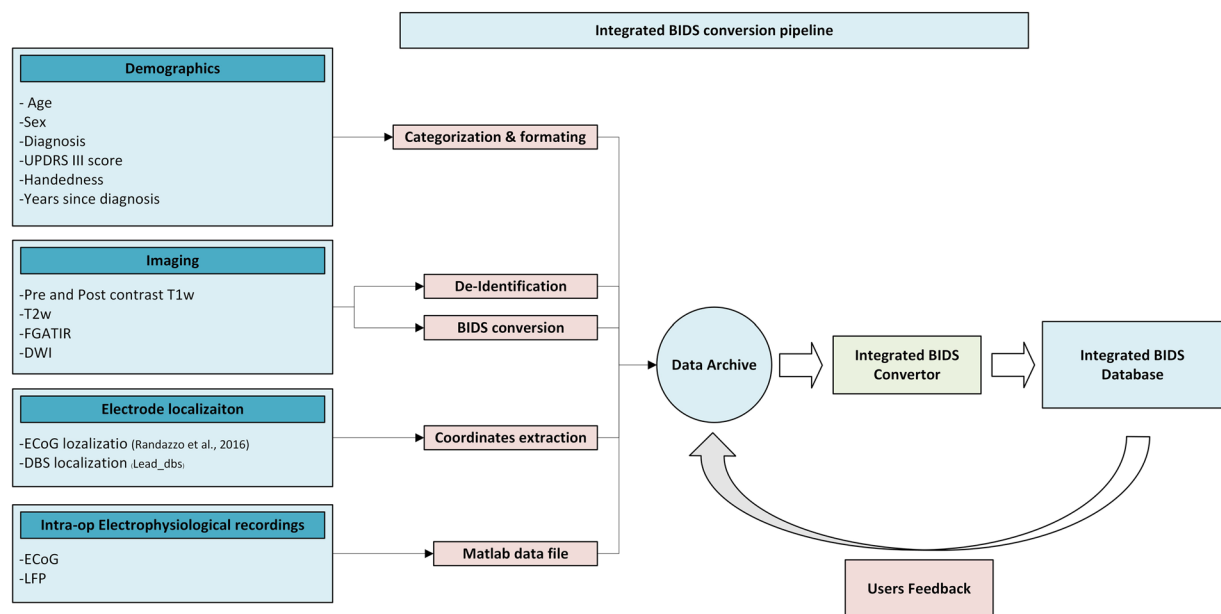 Integrated BIDS conversion pipeline
Demographics
- Age
-Sex
-Diagnosis
-UPDRS III score
-Handedness
-Years since diagnosis
Categorization & formating
Imaging
-Pre and Post contrast T1w
-T2w
-FGATIR
-DWI
De-Identification
BIDS conversion
Electrode localizaiton
-ECoG lozalizatio (Randazzo et al., 2016)
-DBS localization (Lead_dbs)
Coordinates extraction
Intra-op Electrophysiological recordings
-ECoG
-LFP
Matlab data file
Data Archive
Integrated BIDS
Convertor
Integrated BIDS
Database
Users Feedback